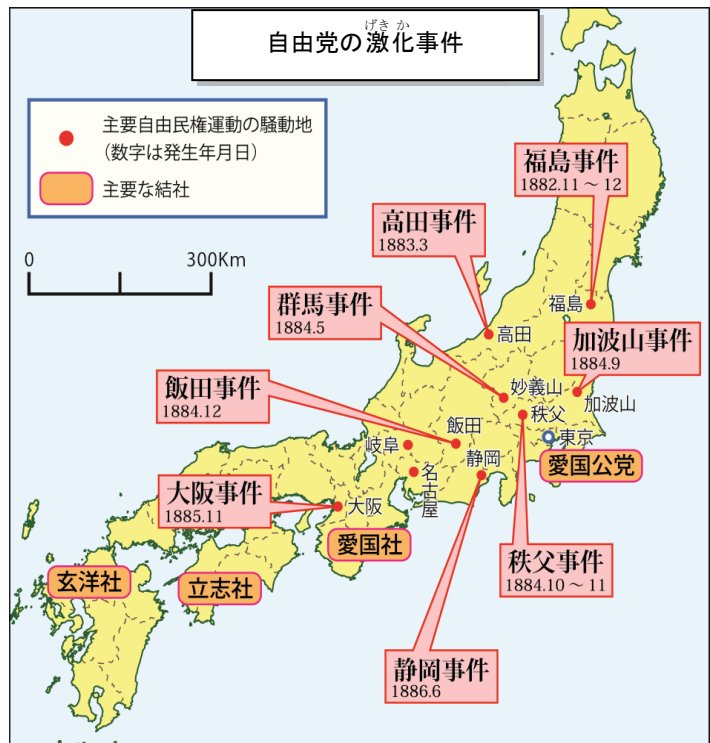 げきか
自由党の激化事件
主要自由民権運動の騒動地
（数字は発生年月日）
主要な結社
0
300Km
福島事件
1882.11～12
高田事件
1883.3
群馬事件
1884.5
福島
高田
加波山事件
1884.9
飯田事件
1884.12
妙義山
加波山
秩父
飯田
岐阜
東京
静岡
愛国公党
大阪事件
1885.11
名古屋
大阪
愛国社
秩父事件
1884.10～11
玄洋社
立志社
静岡事件
1886.6